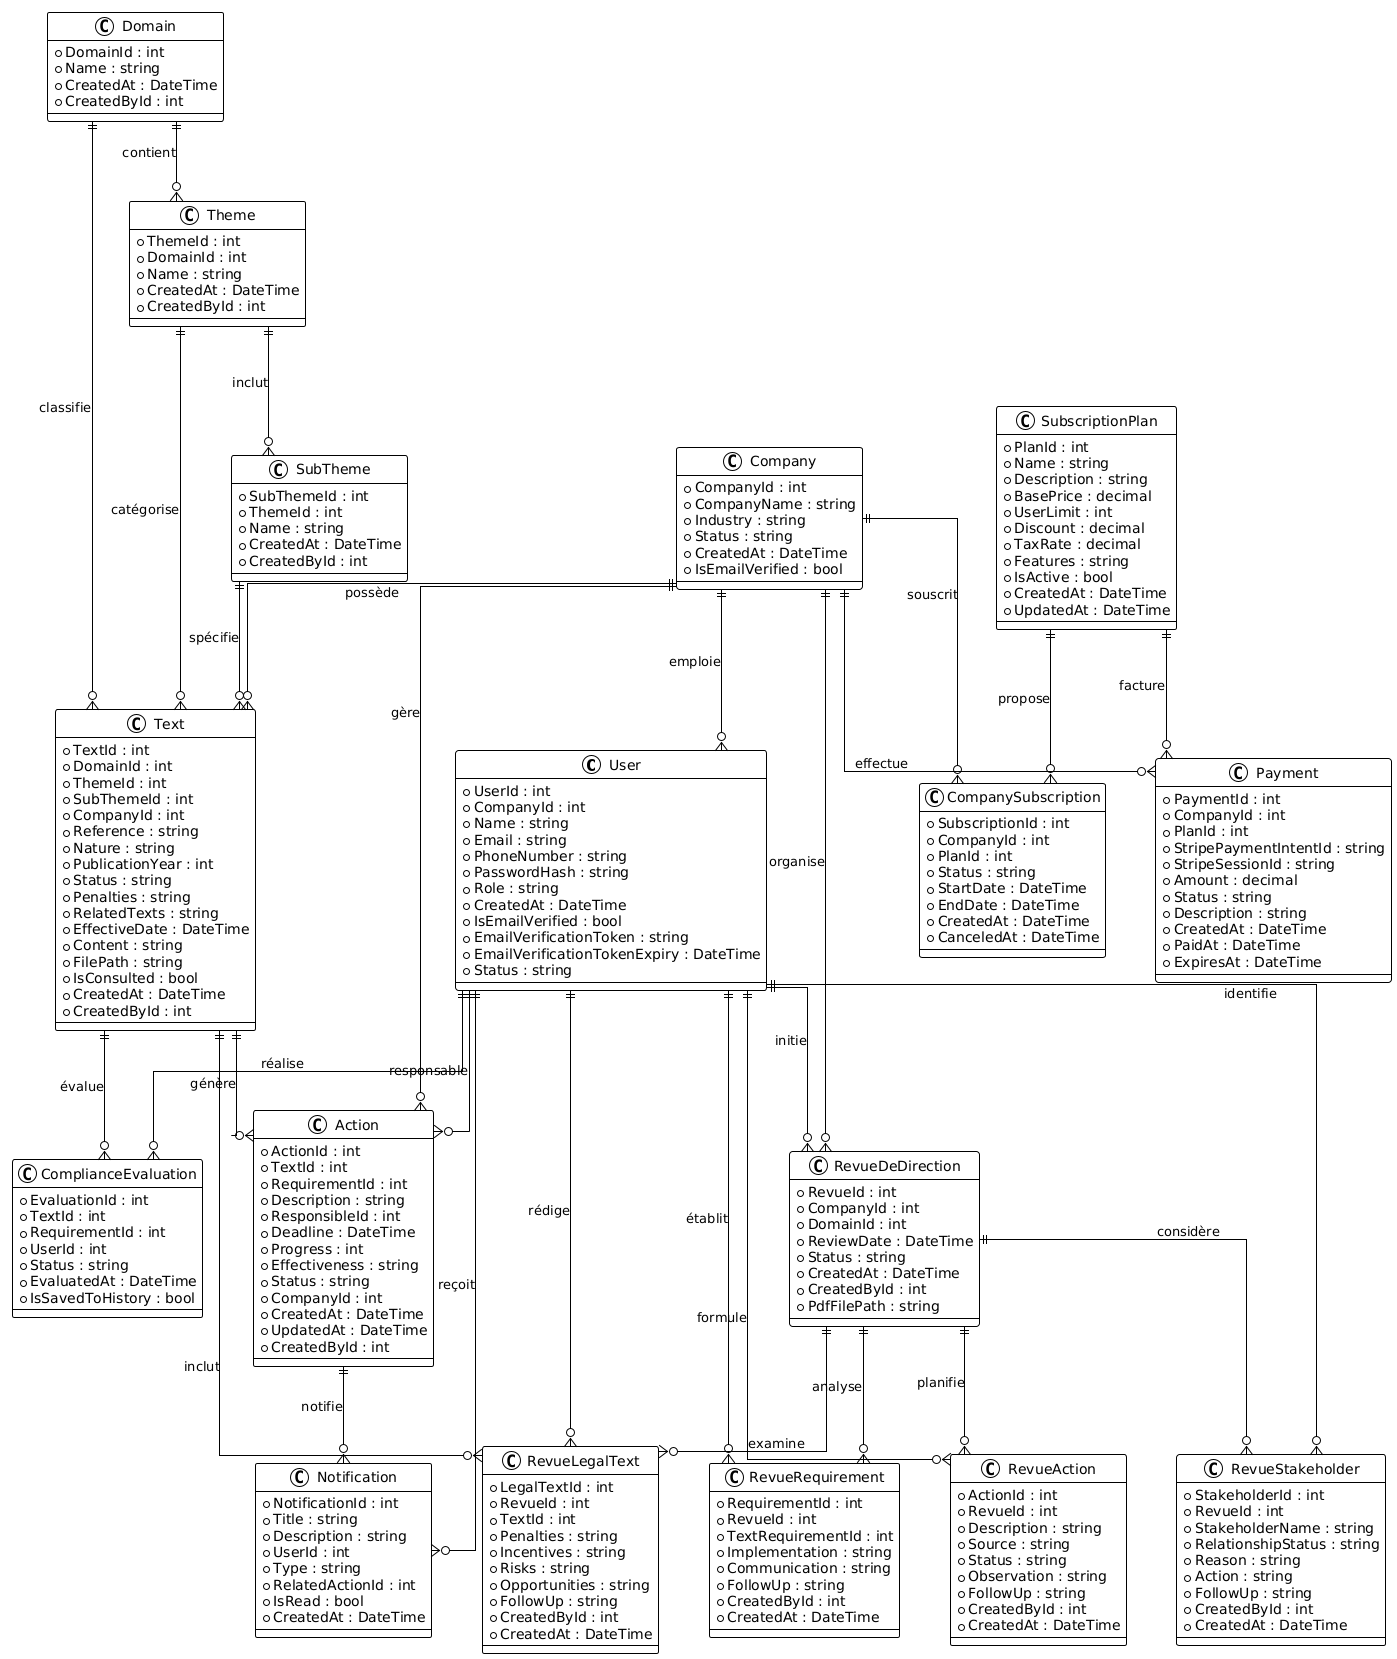 Domain
DomainId : int
Name : string
CreatedAt : DateTime
CreatedById : int
contient
Theme
ThemeId : int
DomainId : int
Name : string
CreatedAt : DateTime
CreatedById : int
inclut
classifie
catégorise
SubTheme
SubThemeId : int
ThemeId : int
Name : string
CreatedAt : DateTime
CreatedById : int
Company
CompanyId : int
CompanyName : string
Industry : string
Status : string
CreatedAt : DateTime
IsEmailVerified : bool
SubscriptionPlan
PlanId : int
Name : string
Description : string
BasePrice : decimal
UserLimit : int
Discount : decimal
TaxRate : decimal
Features : string
IsActive : bool
CreatedAt : DateTime
UpdatedAt : DateTime
possède
souscrit
spécifie
emploie
gère
propose
facture
effectue
organise
Text
TextId : int
DomainId : int
ThemeId : int
SubThemeId : int
CompanyId : int
Reference : string
Nature : string
PublicationYear : int
Status : string
Penalties : string
RelatedTexts : string
EffectiveDate : DateTime
Content : string
FilePath : string
IsConsulted : bool
CreatedAt : DateTime
CreatedById : int
User
UserId : int
CompanyId : int
Name : string
Email : string
PhoneNumber : string
PasswordHash : string
Role : string
CreatedAt : DateTime
IsEmailVerified : bool
EmailVerificationToken : string
EmailVerificationTokenExpiry : DateTime
Status : string
CompanySubscription
SubscriptionId : int
CompanyId : int
PlanId : int
Status : string
StartDate : DateTime
EndDate : DateTime
CreatedAt : DateTime
CanceledAt : DateTime
Payment
PaymentId : int
CompanyId : int
PlanId : int
StripePaymentIntentId : string
StripeSessionId : string
Amount : decimal
Status : string
Description : string
CreatedAt : DateTime
PaidAt : DateTime
ExpiresAt : DateTime
identifie
initie
réalise
responsable
évalue
génère
ComplianceEvaluation
EvaluationId : int
TextId : int
RequirementId : int
UserId : int
Status : string
EvaluatedAt : DateTime
IsSavedToHistory : bool
Action
ActionId : int
TextId : int
RequirementId : int
Description : string
ResponsibleId : int
Deadline : DateTime
Progress : int
Effectiveness : string
Status : string
CompanyId : int
CreatedAt : DateTime
UpdatedAt : DateTime
CreatedById : int
RevueDeDirection
RevueId : int
CompanyId : int
DomainId : int
ReviewDate : DateTime
Status : string
CreatedAt : DateTime
CreatedById : int
PdfFilePath : string
rédige
établit
considère
reçoit
formule
inclut
notifie
analyse
planifie
examine
Notification
NotificationId : int
Title : string
Description : string
UserId : int
Type : string
RelatedActionId : int
IsRead : bool
CreatedAt : DateTime
RevueLegalText
LegalTextId : int
RevueId : int
TextId : int
Penalties : string
Incentives : string
Risks : string
Opportunities : string
FollowUp : string
CreatedById : int
CreatedAt : DateTime
RevueRequirement
RequirementId : int
RevueId : int
TextRequirementId : int
Implementation : string
Communication : string
FollowUp : string
CreatedById : int
CreatedAt : DateTime
RevueAction
ActionId : int
RevueId : int
Description : string
Source : string
Status : string
Observation : string
FollowUp : string
CreatedById : int
CreatedAt : DateTime
RevueStakeholder
StakeholderId : int
RevueId : int
StakeholderName : string
RelationshipStatus : string
Reason : string
Action : string
FollowUp : string
CreatedById : int
CreatedAt : DateTime